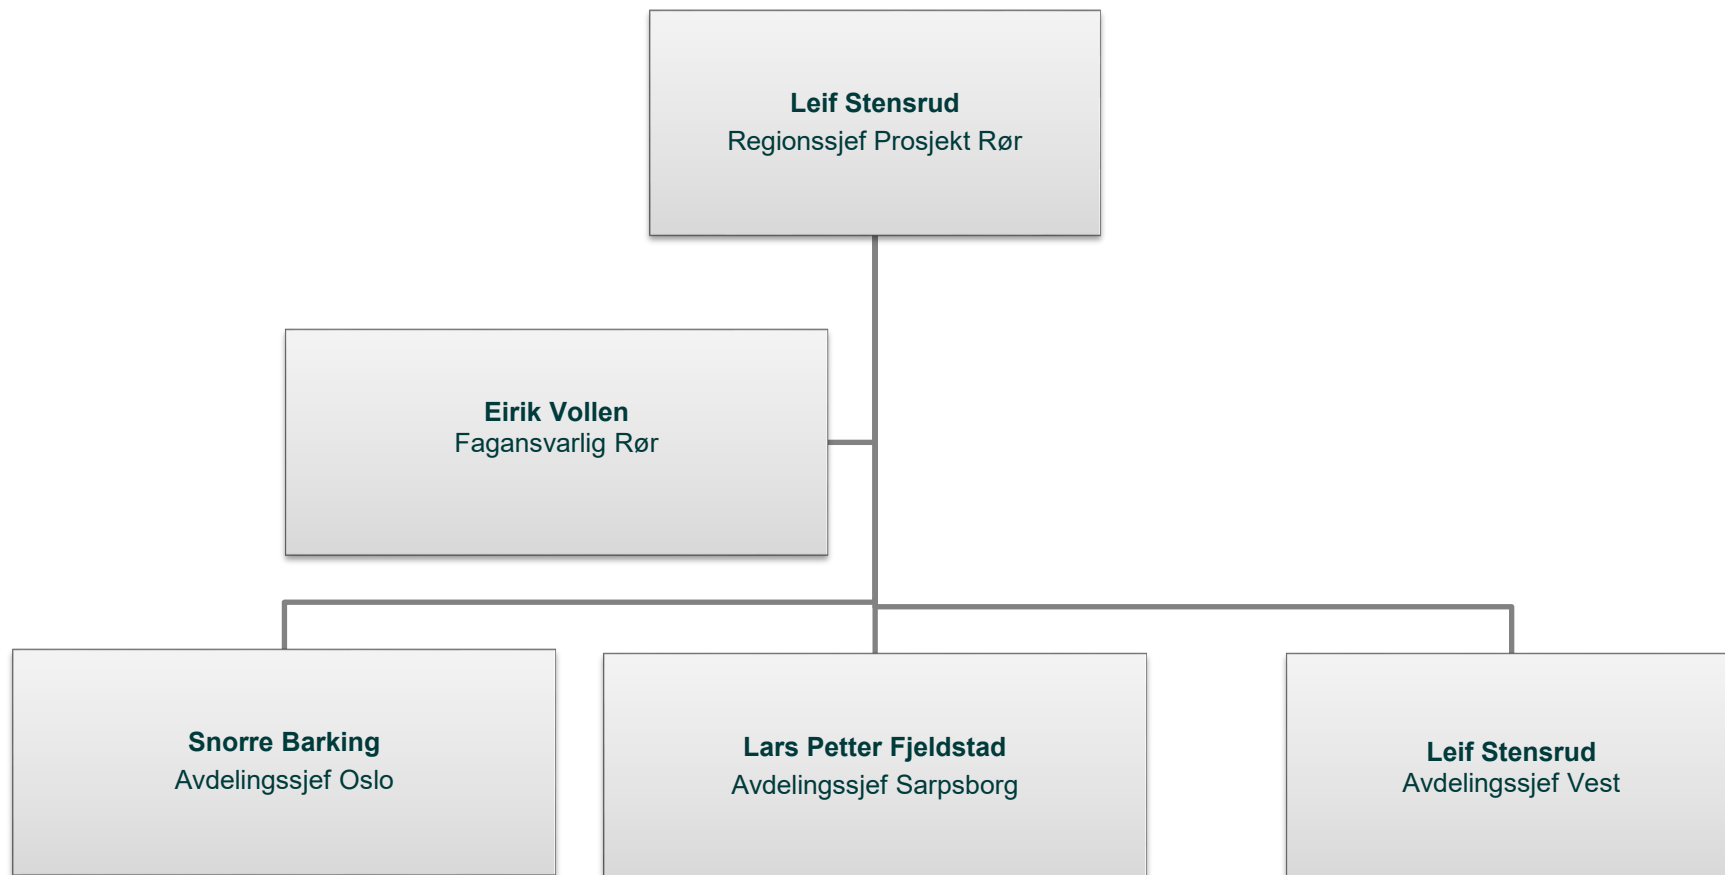 Leif Stensrud
Regionssjef Prosjekt Rør
Eirik Vollen
Fagansvarlig Rør
Snorre Barking
Avdelingssjef Oslo
Lars Petter Fjeldstad
Avdelingssjef Sarpsborg
Leif Stensrud
Avdelingssjef Vest